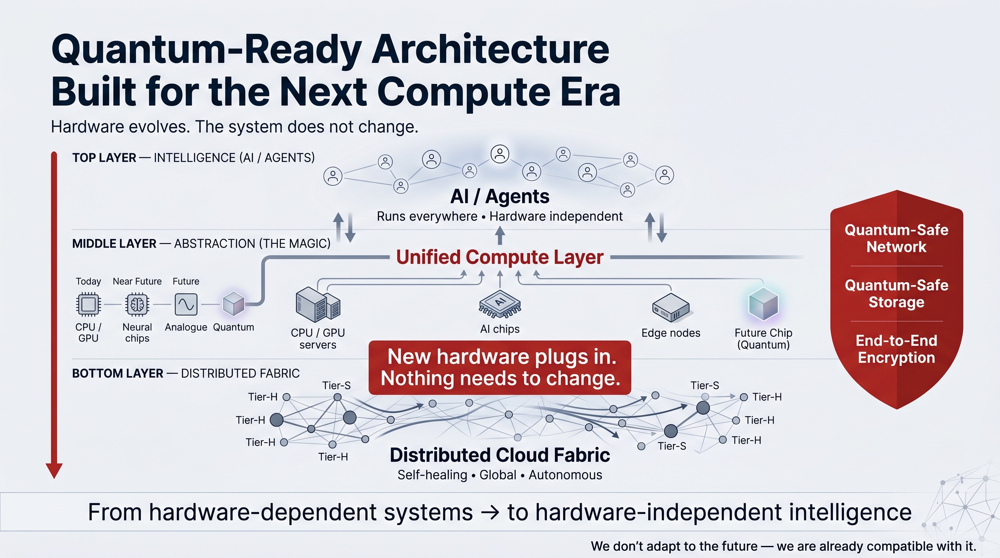 Quantum-Ready Architecture
Built for the Next Compute Era
Hardware evolves. The system does not change.
TOP LAYER — INTELLIGENCE (AI / AGENTS)
AI / Agents
Runs everywhere • Hardware independent
MIDDLE LAYER — ABSTRACTION (THE MAGIC)
Unified Compute Layer
Today
Near Future
Future
CPU /
GPU
Neural
chips
Analogue
Quantum
CPU / GPU
servers
AI
AI chips
Edge nodes
Future Chip
(Quantum)
New hardware plugs in.
Nothing needs to change.
BOTTOM LAYER — DISTRIBUTED FABRIC
Tier-S
Tier-H
Tier-H
Tier-H
Tier-H
Tier-S
Tier-H
Tier-H
Tier-H
Tier-S
Distributed Cloud Fabric
Self-healing • Global • Autonomous
Quantum-Safe
Network
Quantum-Safe
Storage
End-to-End
Encryption
From hardware-dependent systems → to hardware-independent intelligence
We don’t adapt to the future — we are already compatible with it.